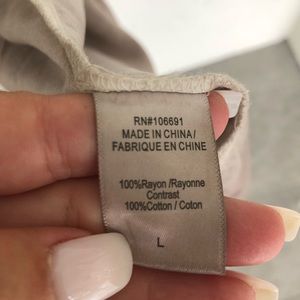 RN#106691
MADE IN CHINA/
FABRIQUE EN CHINE
100%Rayon /Rayonne
Contrast
100%Cotton / Coton
L